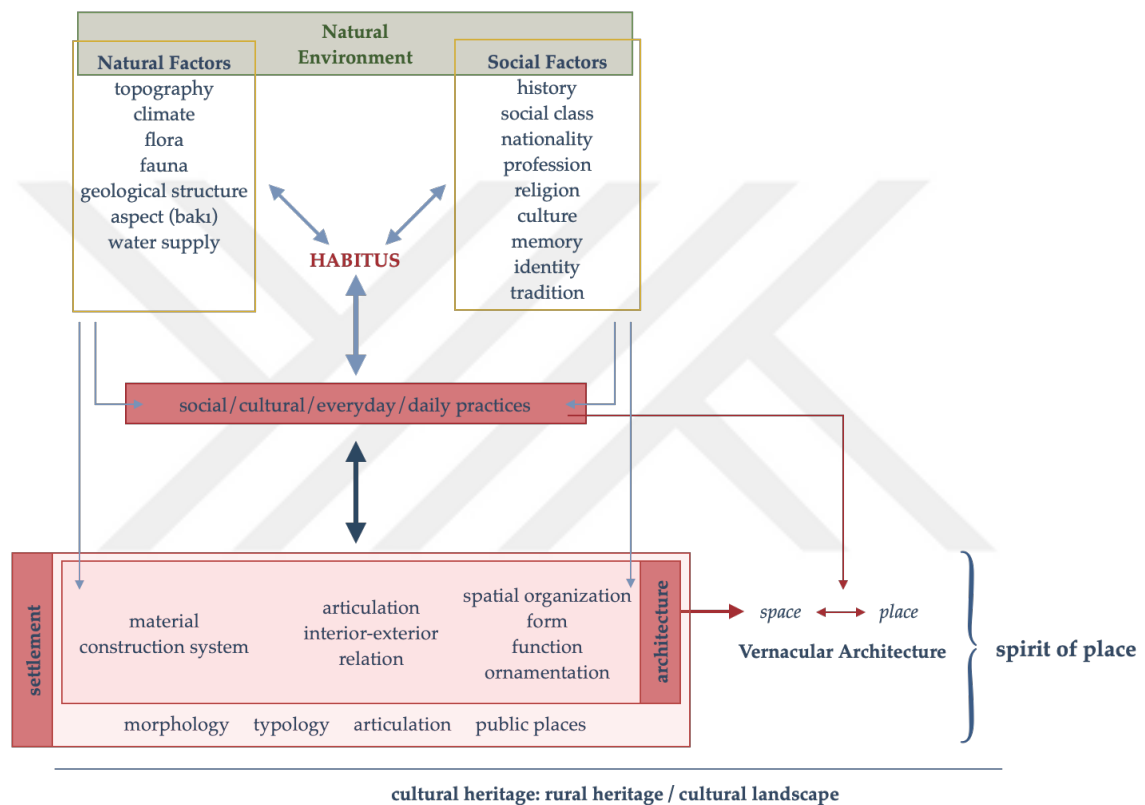 Natural
Environment
Natural Factors
topography
climate
flora
fauna
geological structure
aspect (bakı)
water supply
Social Factors
history
social class
nationality
profession
religion
culture
memory
identity
tradition
HABITUS
social/cultural/everyday/daily practices
settlement
material
construction system
articulation
interior-exterior
relation
spatial organization
form
function
ornamentation
architecture
morphology typology articulation public places
space place
Vernacular Architecture
spirit of place
cultural heritage: rural heritage / cultural landscape